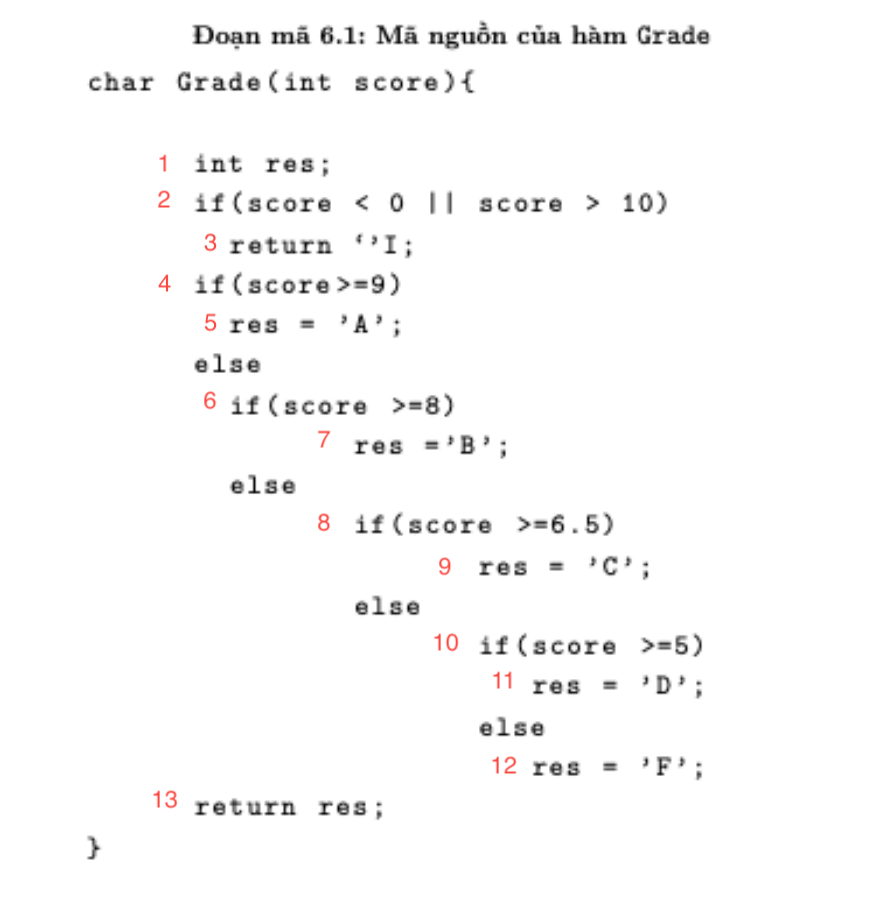 Đoạn mã 6.1: Mã nguồn của hàm Grade
char Grade(int score){
1 int res;
2 if(score < 0 || score > 10)
3 return ‘’I;
4 if(score>=9)
5 res = ’A’;
else
6 if(score >=8)
7 res =’B’;
else
8 if(score >=6.5)
9 res = ’C’;
else
10 if(score >=5)
11 res = ’D’;
else
12 res = ’F’;
13 return res;
}